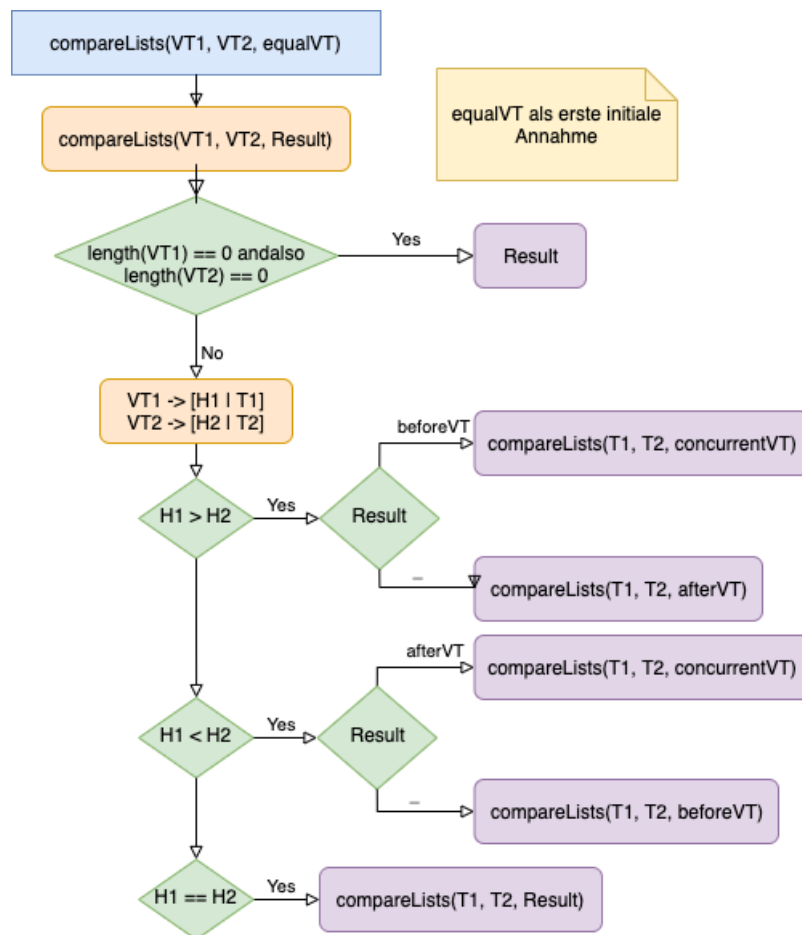 compareLists(VT1, VT2, equalVT)
equalVT als erste initiale
Annahme
compareLists(VT1, VT2, Result)
length(VT1) == 0 andalso
length(VT2) == 0
Yes
Result
No
VT1 -> [H1 | T1]
VT2 -> [H2 | T2]
beforeVT
compareLists(T1, T2, concurrentVT)
H1 > H2
Yes
Result
_
compareLists(T1, T2, afterVT)
afterVT
compareLists(T1, T2, concurrentVT)
H1 < H2
Yes
Result
_
compareLists(T1, T2, beforeVT)
H1 == H2
Yes
compareLists(T1, T2, Result)